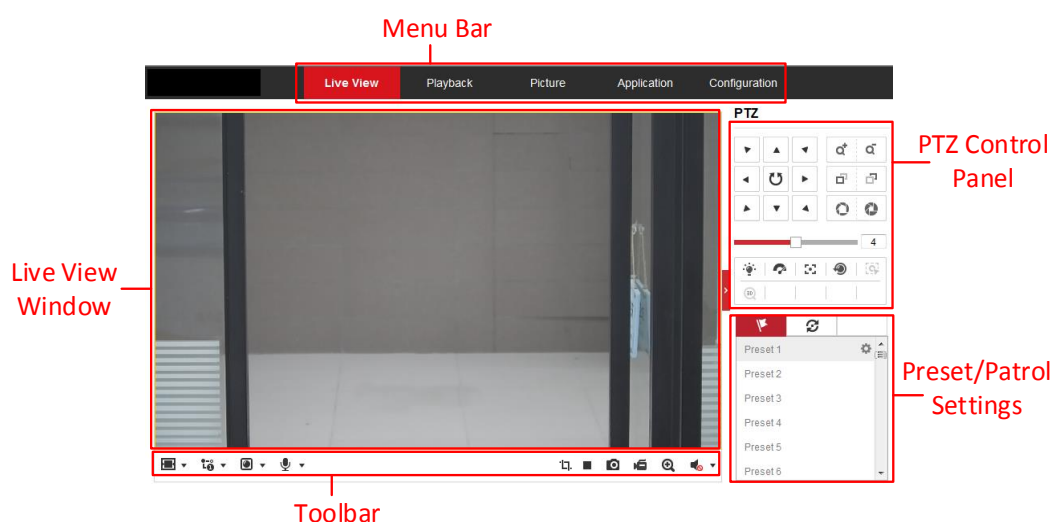 Menu Bar
Live View
Playback
Picture
Application
Configuration
PTZ
PTZ Control
Panel
4
3D
Live View
Window
Preset 1
Preset 2
Preset 3
Preset 4
Preset 5
Preset 6
Preset/Patrol
Settings
Toolbar